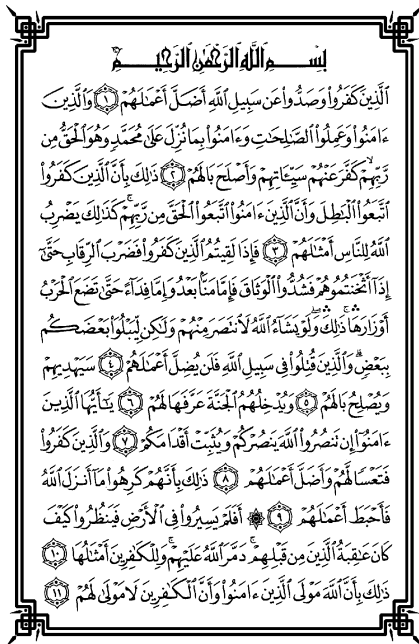 بِسْمِ ٱللَّهِ ٱلرَّحْمَٰنِ ٱلرَّحِيمِ
ٱلَّذِينَ كَفَرُوا۟ وَصَدُّوا۟ عَن سَبِيلِ ٱللَّهِ أَضَلَّ أَعْمَٰلَهُمْ ۝١ وَٱلَّذِينَ
ءَامَنُوا۟ وَعَمِلُوا۟ ٱلصَّٰلِحَٰتِ وَءَامَنُوا۟ بِمَا نُزِّلَ عَلَىٰ مُحَمَّدٍ وَهُوَ ٱلْحَقُّ مِن
رَّبِّهِمْ ۙ كَفَّرَ عَنْهُمْ سَيِّـَٔاتِهِمْ وَأَصْلَحَ بَالَهُمْ ۝٢ ذَٰلِكَ بِأَنَّ ٱلَّذِينَ كَفَرُوا۟
ٱتَّبَعُوا۟ ٱلْبَٰطِلَ وَأَنَّ ٱلَّذِينَ ءَامَنُوا۟ ٱتَّبَعُوا۟ ٱلْحَقَّ مِن رَّبِّهِمْ ۚ كَذَٰلِكَ يَضْرِبُ
ٱللَّهُ لِلنَّاسِ أَمْثَٰلَهُمْ ۝٣ فَإِذَا لَقِيتُمُ ٱلَّذِينَ كَفَرُوا۟ فَضَرْبَ ٱلرِّقَابِ حَتَّىٰٓ
إِذَآ أَثْخَنتُمُوهُمْ فَشُدُّوا۟ ٱلْوَثَاقَ فَإِمَّا مَنًّۢا بَعْدُ وَإِمَّا فِدَآءً حَتَّىٰ تَضَعَ ٱلْحَرْبُ
أَوْزَارَهَا ۚ ذَٰلِكَ وَلَوْ يَشَآءُ ٱللَّهُ لَٱنتَصَرَ مِنْهُمْ وَلَٰكِن لِّيَبْلُوَا۟ بَعْضَكُم
بِبَعْضٍ ۗ وَٱلَّذِينَ قُتِلُوا۟ فِى سَبِيلِ ٱللَّهِ فَلَن يُضِلَّ أَعْمَٰلَهُمْ ۝٤ سَيَهْدِيهِمْ
وَيُصْلِحُ بَالَهُمْ ۝٥ وَيُدْخِلُهُمُ ٱلْجَنَّةَ عَرَّفَهَا لَهُمْ ۝٦ يَٰٓأَيُّهَا ٱلَّذِينَ
ءَامَنُوٓا۟ إِن تَنصُرُوا۟ ٱللَّهَ يَنصُرْكُمْ وَيُثَبِّتْ أَقْدَامَكُمْ ۝٧ وَٱلَّذِينَ كَفَرُوا۟
فَتَعْسًا لَّهُمْ وَأَضَلَّ أَعْمَٰلَهُمْ ۝٨ ذَٰلِكَ بِأَنَّهُمْ كَرِهُوا۟ مَآ أَنزَلَ ٱللَّهُ
فَأَحْبَطَ أَعْمَٰلَهُمْ ۝٩ ۞ أَفَلَمْ يَسِيرُوا۟ فِى ٱلْأَرْضِ فَيَنظُرُوا۟ كَيْفَ
كَانَ عَٰقِبَةُ ٱلَّذِينَ مِن قَبْلِهِمْ ۚ دَمَّرَ ٱللَّهُ عَلَيْهِمْ ۖ وَلِلْكَٰفِرِينَ أَمْثَٰلُهَا ۝١٠
ذَٰلِكَ بِأَنَّ ٱللَّهَ مَوْلَى ٱلَّذِينَ ءَامَنُوا۟ وَأَنَّ ٱلْكَٰفِرِينَ لَا مَوْلَىٰ لَهُمْ ۝١١